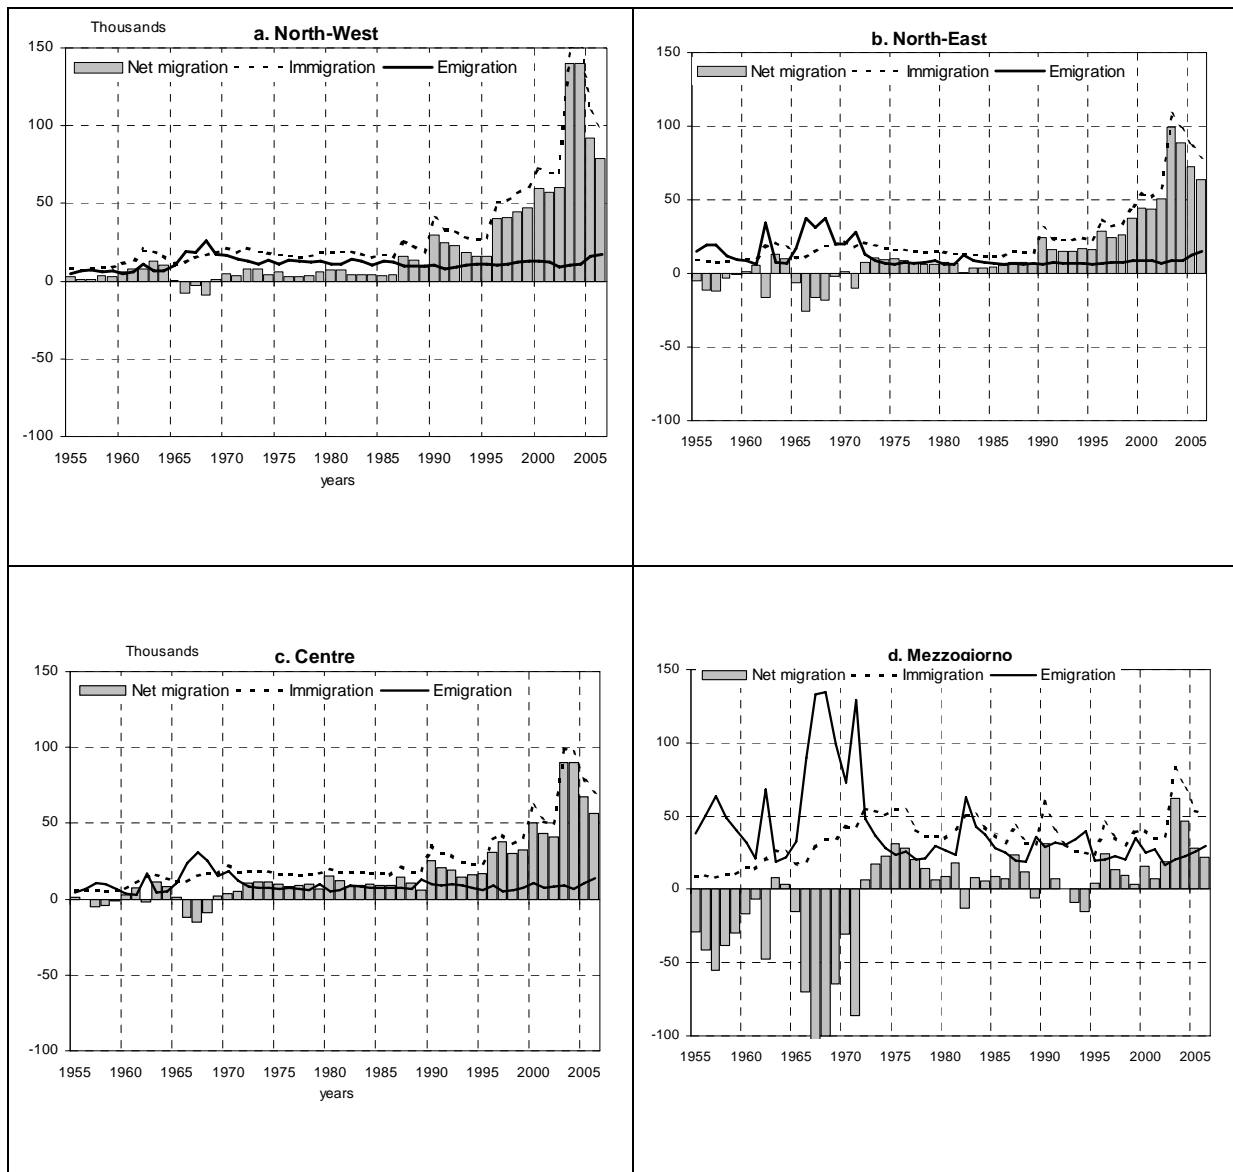 Thousands
a. North-West
150
Net migration Immigration Emigration
100
50
0
-50
-100
1955 1960 1965 1970 1975 1980 1985 1990 1995 2000 2005
years
b. North-East
150
Net migration Immigration Emigration
100
50
0
-50
-100
1955 1960 1965 1970 1975 1980 1985 1990 1995 2000 2005
Thousands
c. Centre
150
Net migration Immigration Emigration
100
50
0
-50
-100
1955 1960 1965 1970 1975 1980 1985 1990 1995 2000 2005
years
d. Mezzogiorno
150
Net migration Immigration Emigration
100
50
0
-50
-100
1955 1960 1965 1970 1975 1980 1985 1990 1995 2000 2005